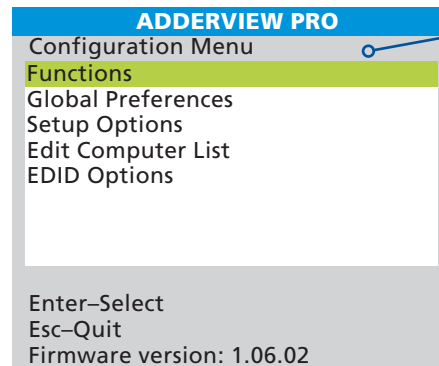 ADDERVIEW PRO
Configuration Menu
Functions
Global Preferences
Setup Options
Edit Computer List
EDID Options
Enter–Select
Esc–Quit
Firmware version: 1.06.02